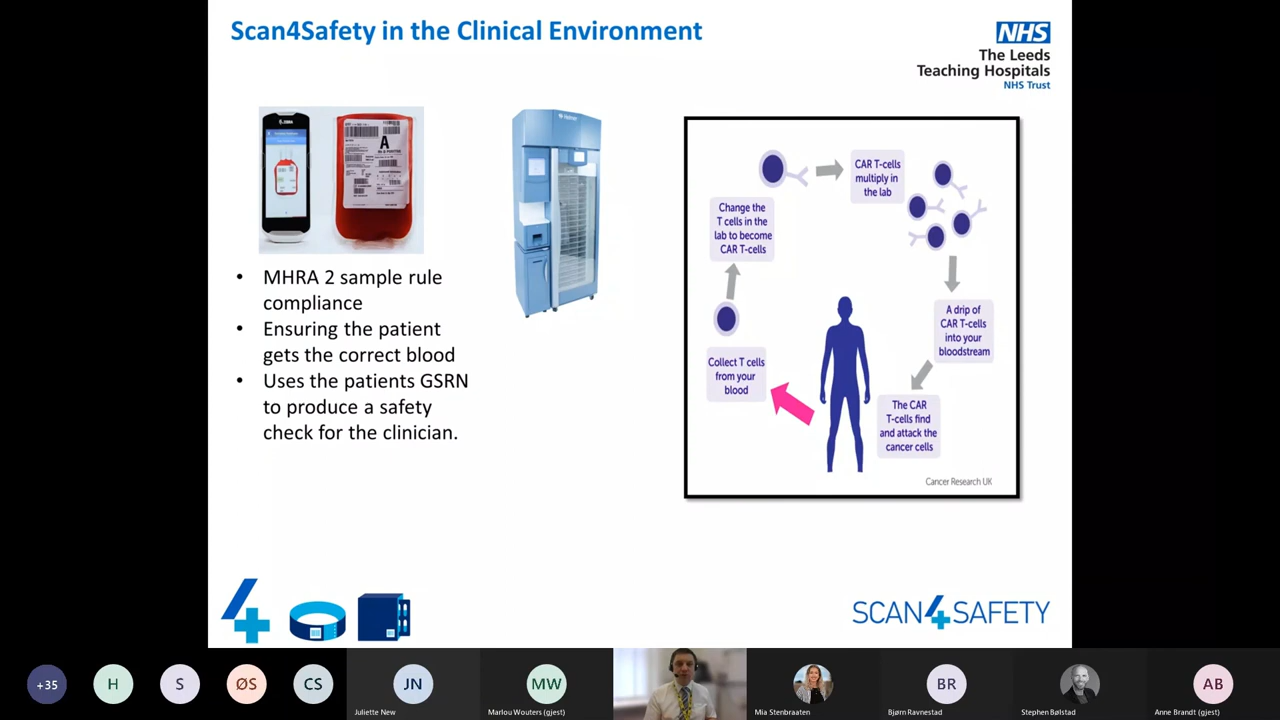 Scan4Safety in the Clinical Environment
NHS
The Leeds
Teaching Hospitals
NHS Trust
ZEBRA
A
• MHRA 2 sample rule
compliance
• Ensuring the patient
gets the correct blood
• Uses the patients GSRN
to produce a safety
check for the clinician.
CAR T-cells
multiply in
the lab
Change the
T cells in the
lab to become
CAR T-cells
A drip of
CAR T-cells
into your
bloodstream
Collect T cells
from your
blood
The CAR
T-cells find
and attack the
cancer cells
Cancer Research UK
4
SCAN4SAFETY
+35
H
S
ØS
CS
JN
Juliette New
MW
Marlou Wouters (gjest)
Mia Stenbraaten
BR
Bjørn Ravnestad
Stephen Bølstad
AB
Anne Brandt (gjest)